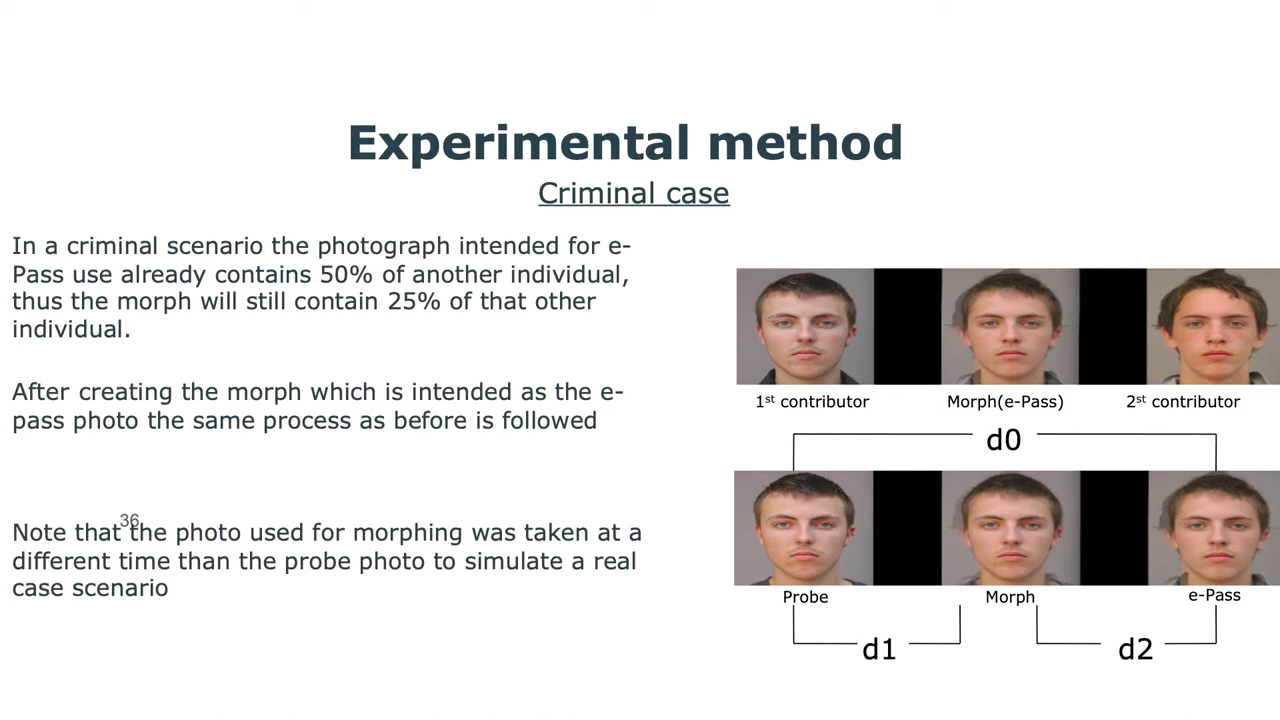 Experimental method
Criminal case
In a criminal scenario the photograph intended for e-
Pass use already contains 50% of another individual,
thus the morph will still contain 25% of that other
individual.
After creating the morph which is intended as the e-
pass photo the same process as before is followed
36
Note that the photo used for morphing was taken at a
different time than the probe photo to simulate a real
case scenario
1st contributor
Morph(e-Pass)
2st contributor
d0
Probe
Morph
e-Pass
d1
d2